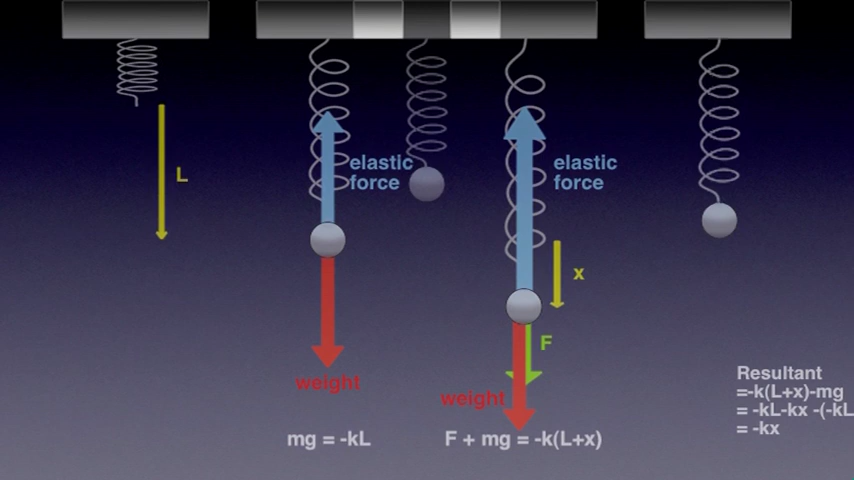 L
elastic
force
weight
mg = -kL
elastic
force
x
F
weight
F + mg = -k(L+x)
Resultant
=-k(L+x)-mg
= -kL-kx -(-kL
= -kx